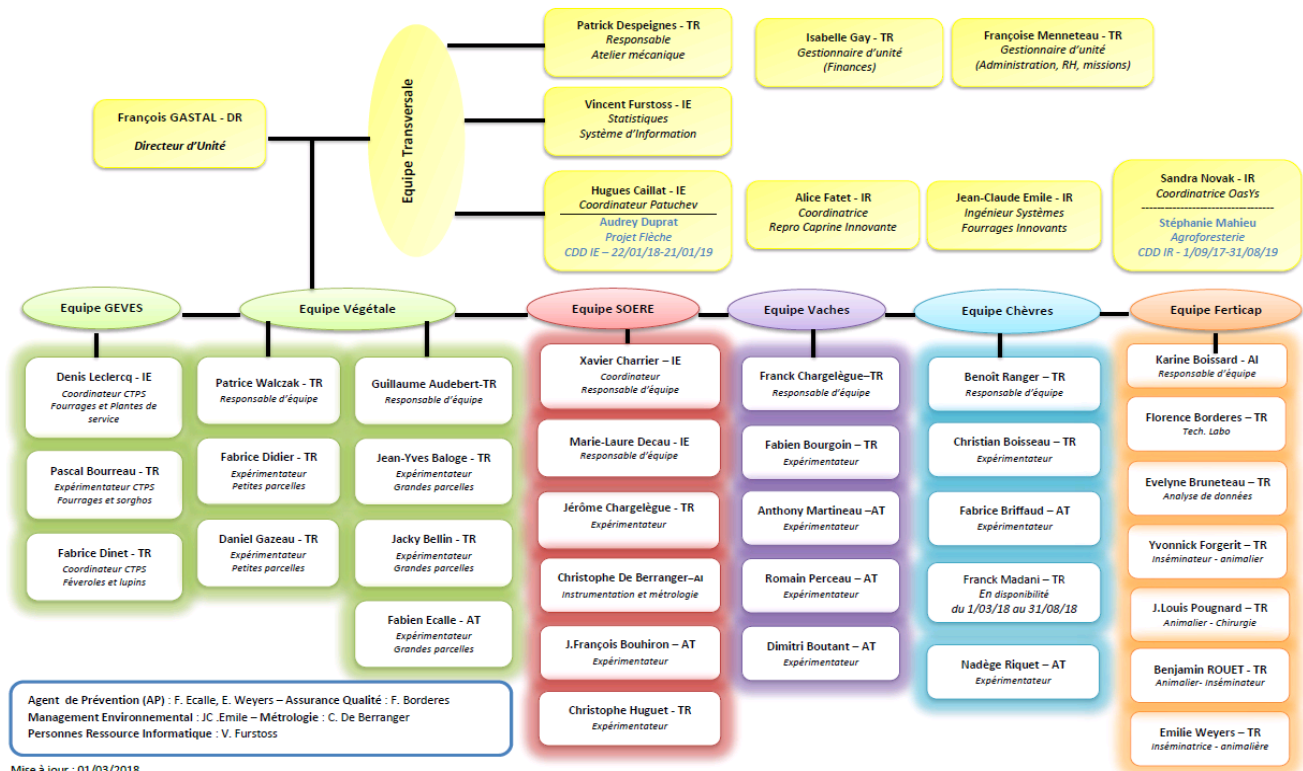 Patrick Despeignes - TR
Responsable
Atelier mécanique
Isabelle Gay - TR
Gestionnaire d'unité
(Finances)
Françoise Menneteau - TR
Gestionnaire d'unité
(Administration, RH, missions)
François GASTAL - DR
Directeur d'Unité
Equipe Transversale
Vincent Furstoss - IE
Statistiques
Système d'Information
Hugues Caillat - IE
Coordinateur Patuchev
Audrey Duprat
Projet Flèche
CDD IE – 22/01/18-21/01/19
Alice Fatet - IR
Coordinatrice
Repro Caprine Innovante
Jean-Claude Emile - IR
Ingénieur Systèmes
Fourrages Innovants
Sandra Novak - IR
Coordinatrice OasYs
Stéphanie Mahieu
Agroforesterie
CDD IR - 1/09/17-31/08/19
Equipe GEVES
Equipe Végétale
Equipe SOERE
Equipe Vaches
Equipe Chèvres
Equipe Ferticap
Denis Leclercq - IE
Coordinateur CTPS
Fourrages et Plantes de
service
Pascal Bourreau - TR
Expérimentateur CTPS
Fourrages et sorghos
Fabrice Dinet - TR
Coordinateur CTPS
Féveroles et lupins
Patrice Walczak - TR
Responsable d'équipe
Fabrice Didier - TR
Expérimentateur
Petites parcelles
Daniel Gazeau - TR
Expérimentateur
Petites parcelles
Guillaume Audebert-TR
Responsable d'équipe
Jean-Yves Baloge - TR
Expérimentateur
Grandes parcelles
Jacky Bellin - TR
Expérimentateur
Grandes parcelles
Fabien Ecalle - AT
Expérimentateur
Grandes parcelles
Xavier Charrier – IE
Coordinateur
Responsable d'équipe
Marie-Laure Decau - IE
Responsable d'équipe
Jérôme Chargelègue - TR
Expérimentateur
Christophe De Berranger–AI
Instrumentation et métrologie
J.François Bouhiron – AT
Expérimentateur
Christophe Huguet - TR
Expérimentateur
Franck Chargelègue–TR
Responsable d'équipe
Fabien Bourgoin – TR
Expérimentateur
Anthony Martineau –AT
Expérimentateur
Romain Perceau – AT
Expérimentateur
Dimitri Boutant – AT
Expérimentateur
Benoît Ranger – TR
Responsable d'équipe
Christian Boisseau – TR
Expérimentateur
Fabrice Briffaud – AT
Expérimentateur
Franck Madani – TR
En disponibilité
du 1/03/18 au 31/08/18
Nadège Riquet – AT
Expérimentateur
Karine Boissard - AI
Responsable d'équipe
Florence Borderes – TR
Tech. Labo
Evelyne Bruneteau – TR
Analyse de données
Yvonnick Forgerit – TR
Inséminateur - animalier
J.Louis Pougnard – TR
Animalier - Chirurgie
Benjamin ROUET - TR
Animalier- Inséminateur
Emilie Weyers – TR
Inséminatrice - animalière
Agent de Prévention (AP) : F. Ecalle, E. Weyers – Assurance Qualité : F. Borderes
Management Environnemental : JC .Emile – Métrologie : C. De Berranger
Personnes Ressource Informatique : V. Furstoss
Mise à jour : 01/03/2018